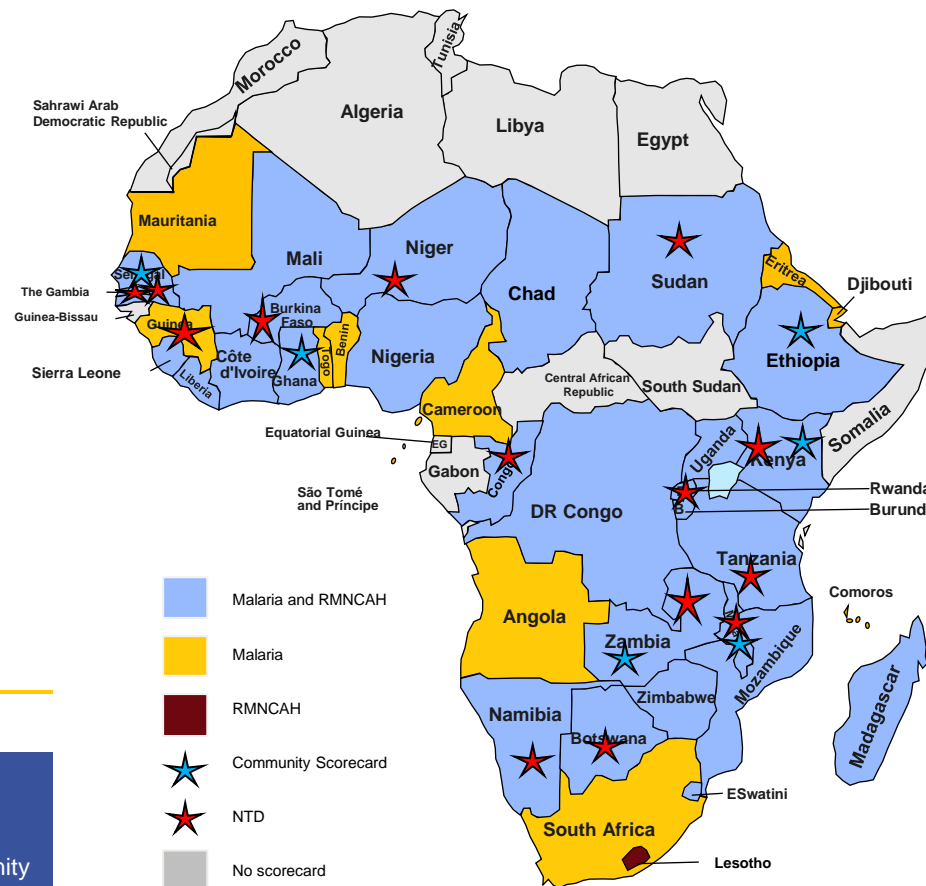 Morocco
Tunisia
Sahrawi Arab
Democratic Republic
Algeria
Libya
Egypt
Mauritania
Mali
Niger
Chad
Sudan
Eritrea
Djibouti
Senegal
The Gambia
Guinea-Bissau
Guinea
Burkina
Faso
Benin
Togo
Nigeria
Ethiopia
Sierra Leone
Liberia
Côte
d'Ivoire
Ghana
Central African
Republic
South Sudan
Somalia
Cameroon
Equatorial Guinea
EG
Gabon
Congo
Uganda
Kenya
São Tomé
and Príncipe
DR Congo
Rwanda
B
Burund
Tanzania
Comoros
Angola
Zambia
Mozambique
Madagascar
Zimbabwe
Namibia
Botswana
ESwatini
South Africa
Lesotho
Malaria and RMNCAH
Malaria
RMNCAH
Community Scorecard
NTD
No scorecard
nity